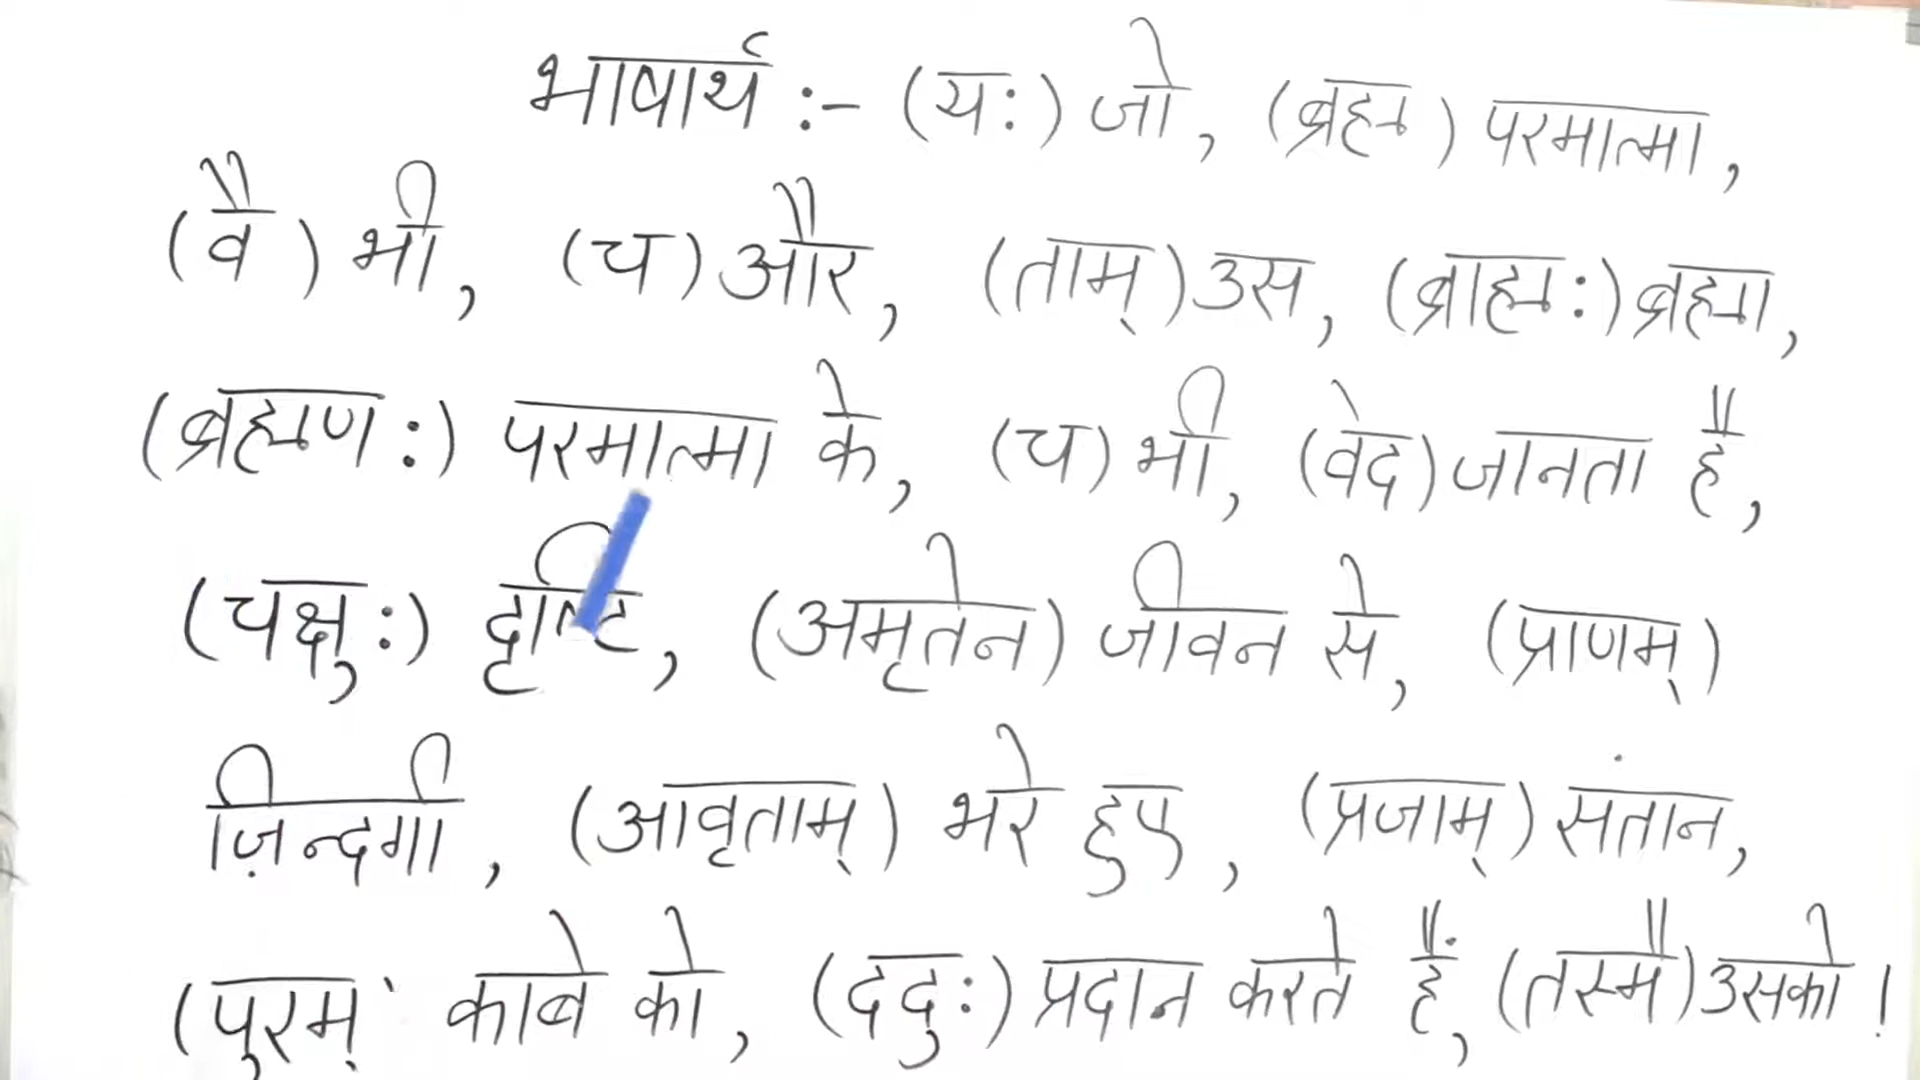 भाषार्थ :- (यः) जो, (ब्रह्म) परमात्मा,
(वै) भी, (च) और, (ताम्) उस, (ब्राह्मः) ब्रह्मा,
(ब्रह्मणः) परमात्मा के, (च) भी, (वेद) जानता है,
(चक्षुः) दृष्टि, (अमृतेन) जीवन से, (प्राणम्)
ज़िन्दगी, (आवृताम्) भरे हुए, (प्रजाम्) संतान,
(पुरम् काबे को, (ददुः) प्रदान करते हैं, (तस्मै) उसको !